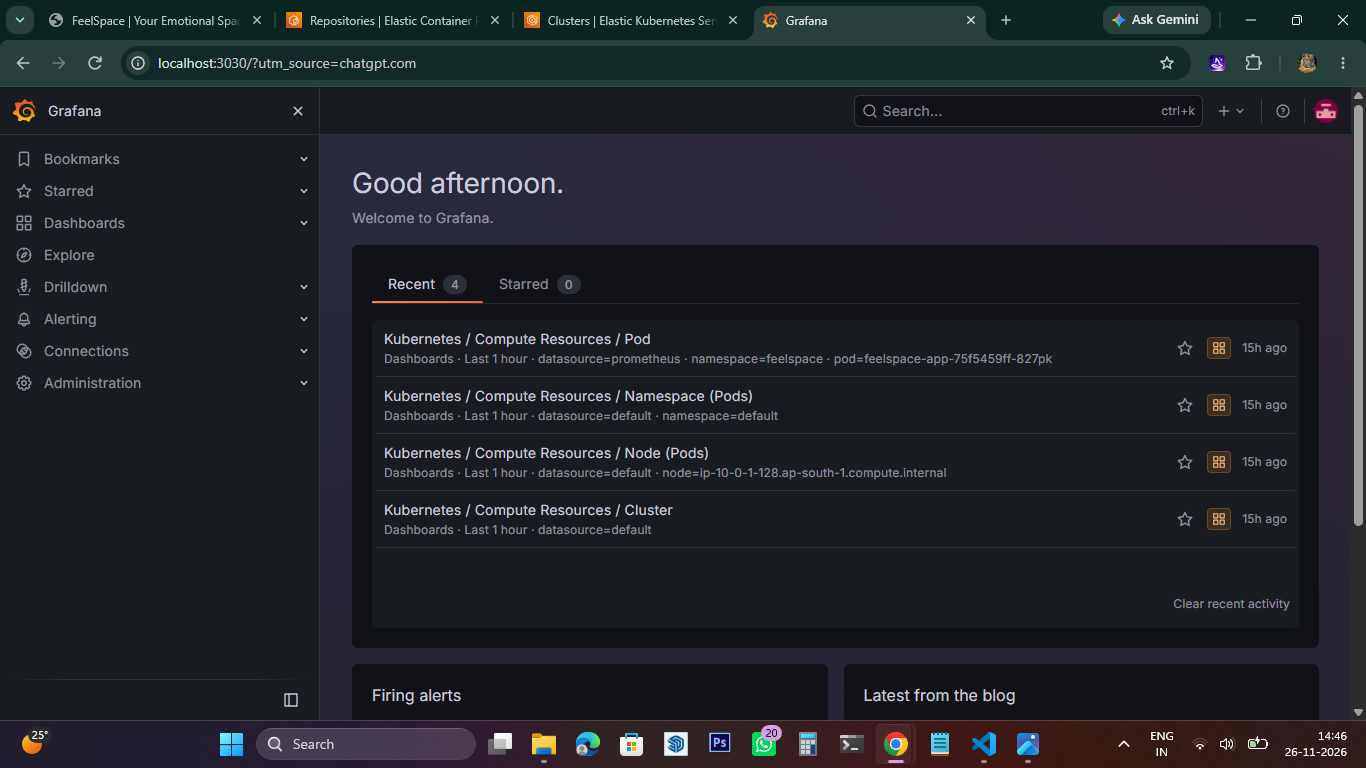 FeelSpace | Your Emotional Spac
Repositories | Elastic Container R
Clusters | Elastic Kubernetes Ser
Grafana
Ask Gemini
localhost:3030/?utm_source=chatgpt.com
Grafana
Search...
ctrl+k
Bookmarks
Starred
Dashboards
Explore
Drilldown
Alerting
Connections
Administration
Good afternoon.
Welcome to Grafana.
Recent 4
Starred 0
Kubernetes / Compute Resources / Pod
Dashboards · Last 1 hour · datasource=prometheus · namespace=feelspace · pod=feelspace-app-75f5459ff-827pk
15h ago
Kubernetes / Compute Resources / Namespace (Pods)
Dashboards · Last 1 hour · datasource=default · namespace=default
15h ago
Kubernetes / Compute Resources / Node (Pods)
Dashboards · Last 1 hour · datasource=default · node=ip-10-0-1-128.ap-south-1.compute.internal
15h ago
Kubernetes / Compute Resources / Cluster
Dashboards · Last 1 hour · datasource=default
15h ago
Clear recent activity
Firing alerts
Latest from the blog
25°
Search
Ps
20
ENG
IN
14:46
26-11-2026